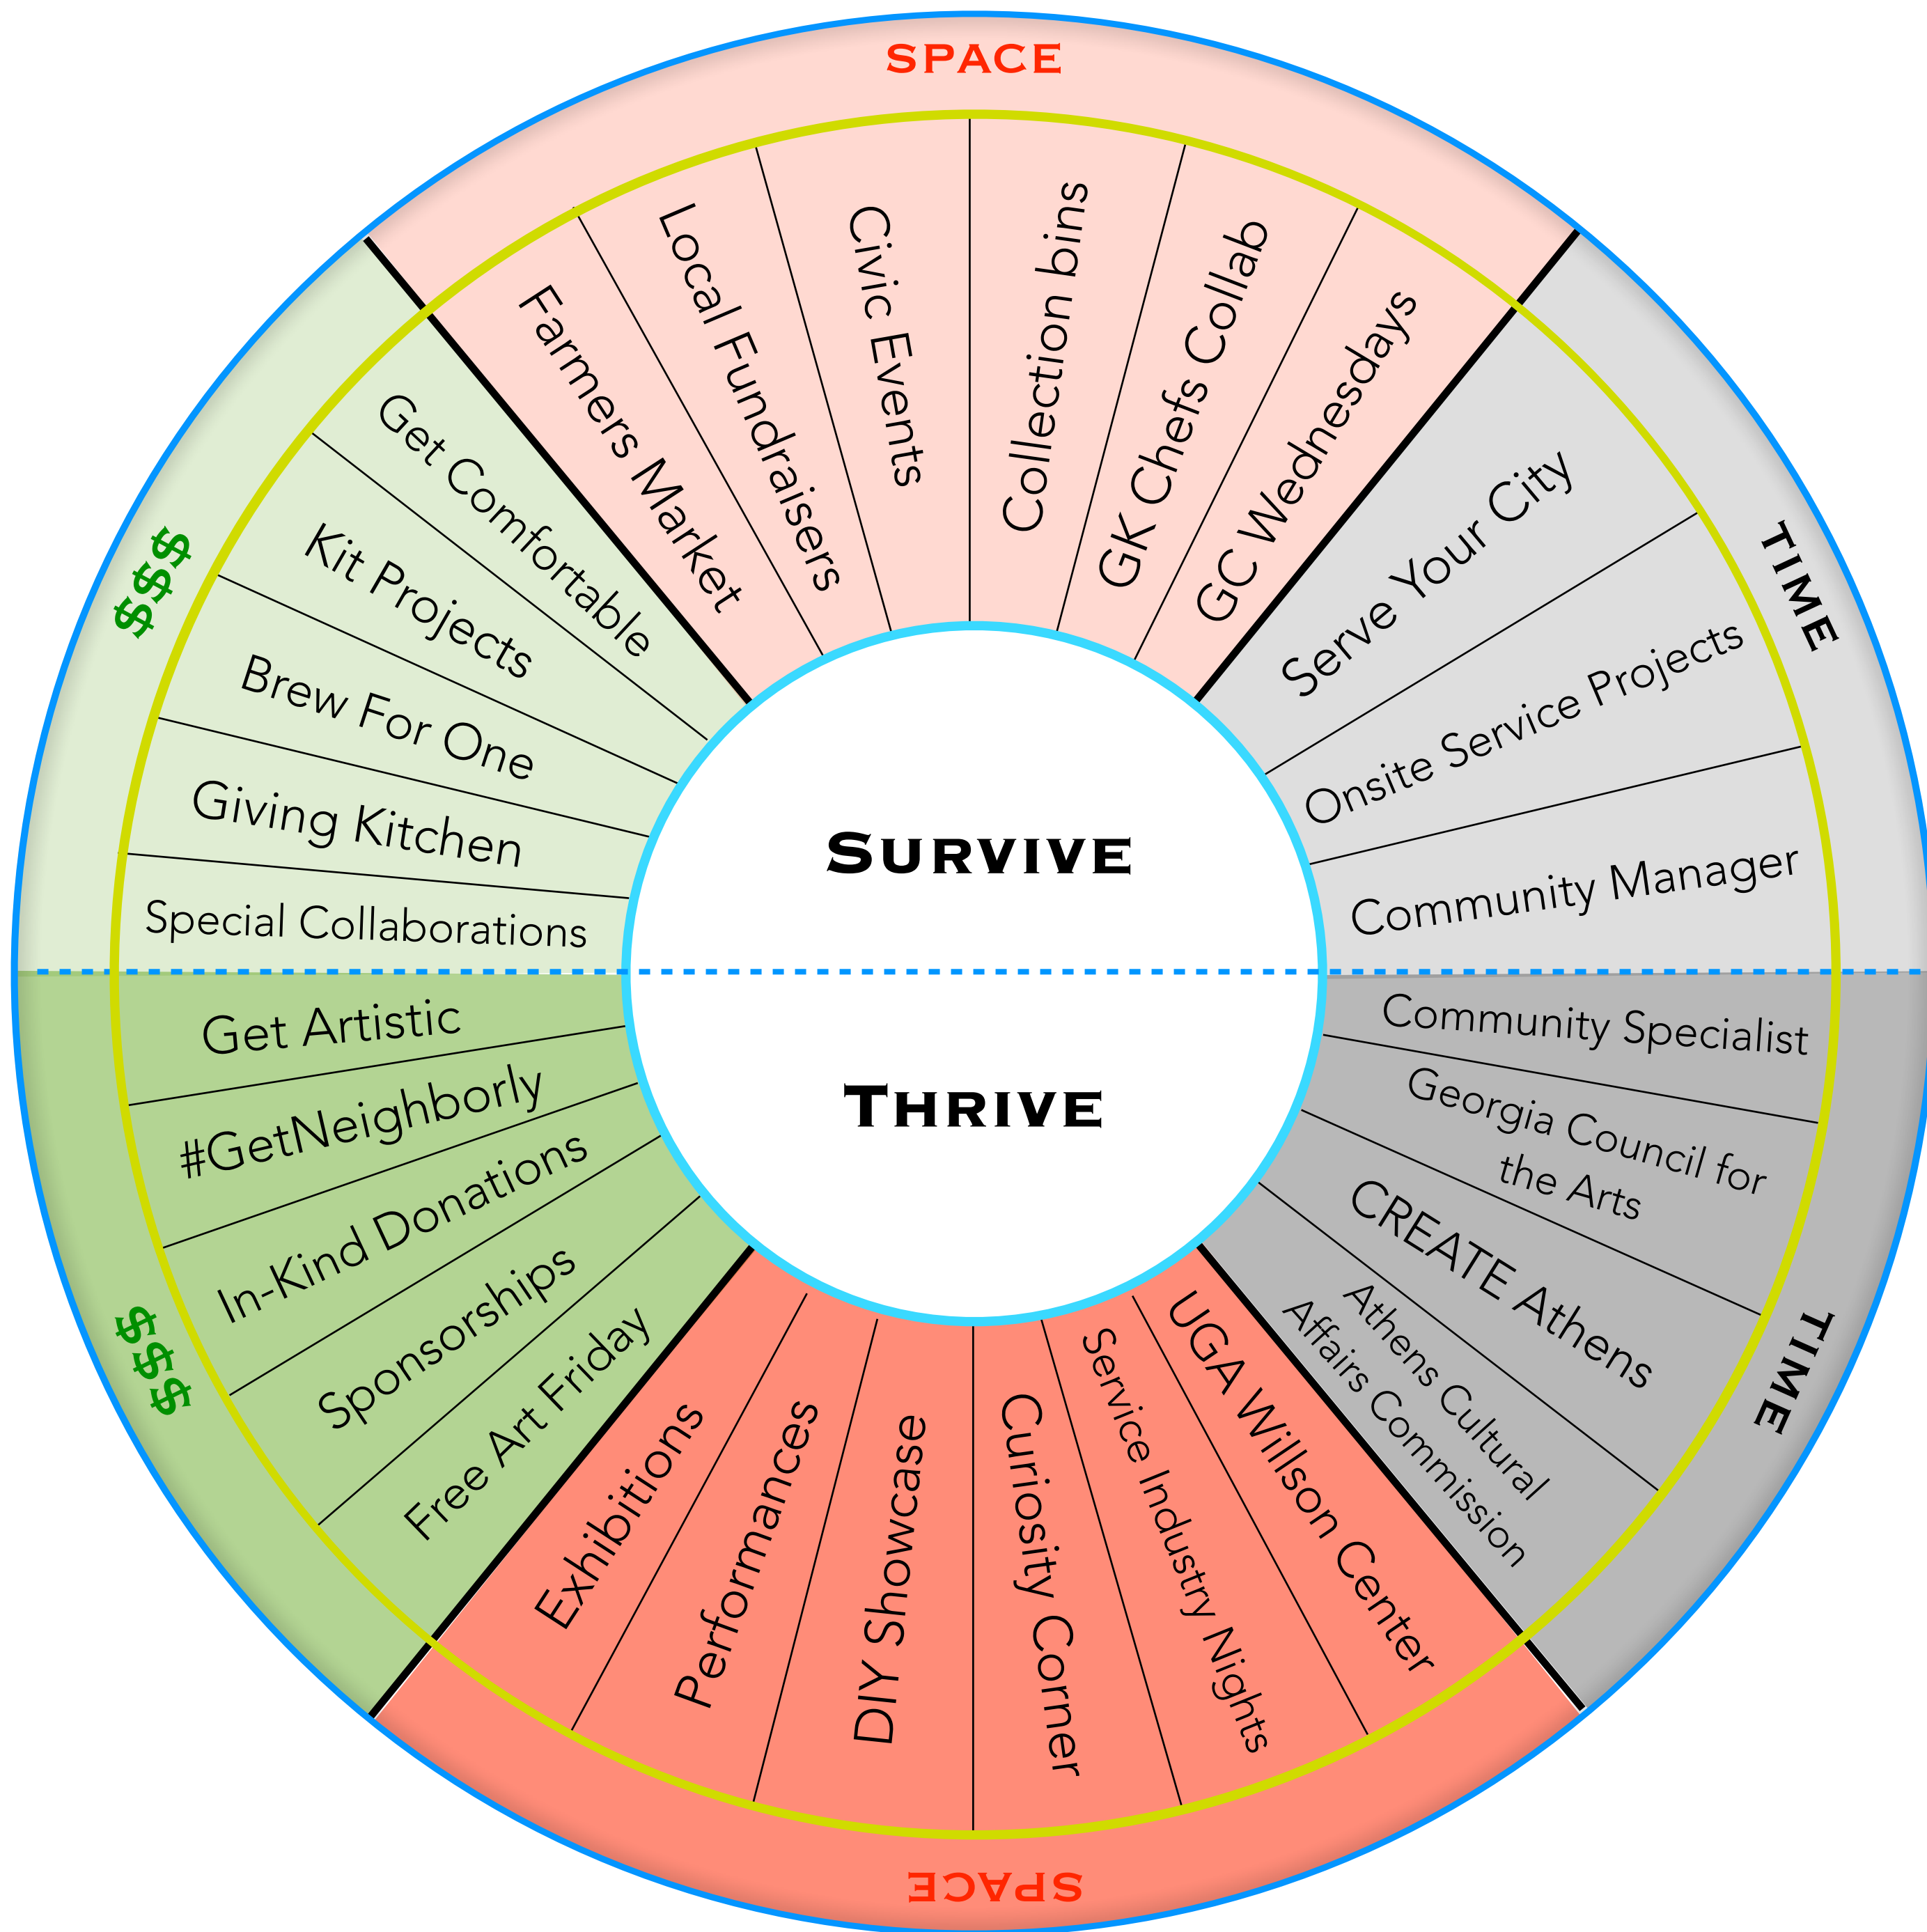 SPACE
Farmers Market
Local Fundraisers
Civic Events
Collection bins
GK Chefs Collab
GC Wednesdays
TIME
Serve Your City
Onsite Service Projects
Community Manager
$$$
Get Comfortable
Kit Projects
Brew For One
Giving Kitchen
Special Collaborations
SURVIVE
THRIVE
Community Specialist
Georgia Council for
the Arts
CREATE Athens
Athens Cultural
Affairs Commission
TIME
Get Artistic
#GetNeighborly
In-Kind Donations
Sponsorships
Free Art Friday
$$$
Exhibitions
Performances
DIY Showcase
Curiosity Corner
Service Industry Nights
UGA Willson Center
SPACE